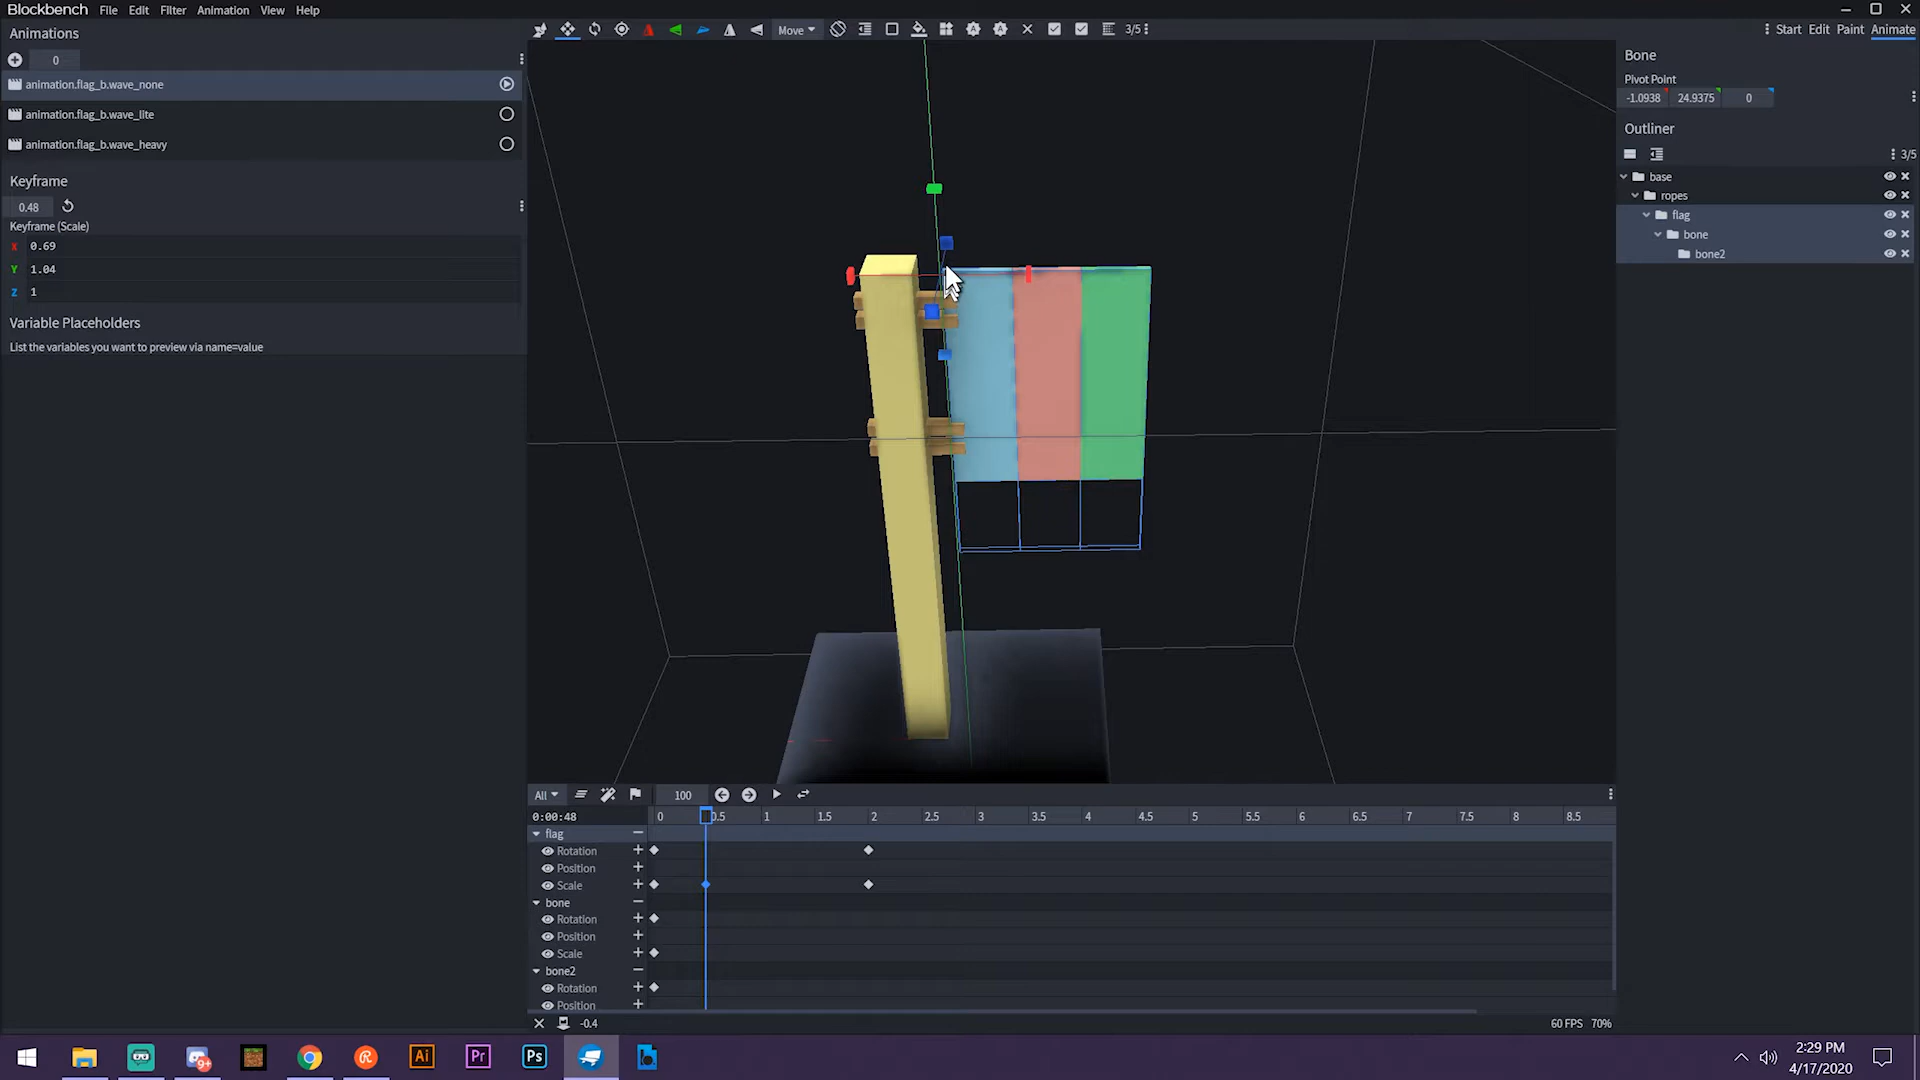 Blockbench File Edit Filter Animation View Help
Move 3/5 Start Edit Paint Animate
Animations
0
animation.flag_b.wave_none
animation.flag_b.wave_lite
animation.flag_b.wave_heavy
Keyframe
0.48
Keyframe (Scale)
X 0.69
Y 1.04
Z 1
Variable Placeholders
List the variables you want to preview via name=value
Bone
Pivot Point
-1.0938 24.9375 0
Outliner
3/5
base
ropes
flag
bone
bone2
All 100
0:00:48 0 0.5 1 1.5 2 2.5 3 3.5 4 4.5 5 5.5 6 6.5 7 7.5 8 8.5
flag
Rotation
Position
Scale
bone
Rotation
Position
Scale
bone2
Rotation
Position
-0.4 60 FPS 70%
9+ Ai Pr Ps
2:29 PM
4/17/2020